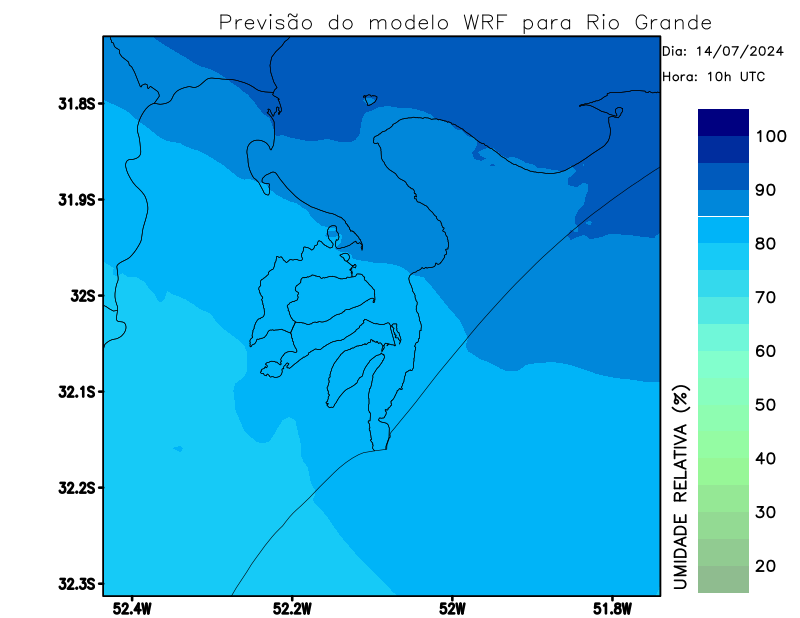 Previsão do modelo WRF para Rio Grande
Dia: 14/07/2024
Hora: 10h UTC
31.8S
31.9S
32S
32.1S
32.2S
32.3S
52.4W
52.2W
52W
51.8W
UMIDADE RELATIVA (%)
100
90
80
70
60
50
40
30
20